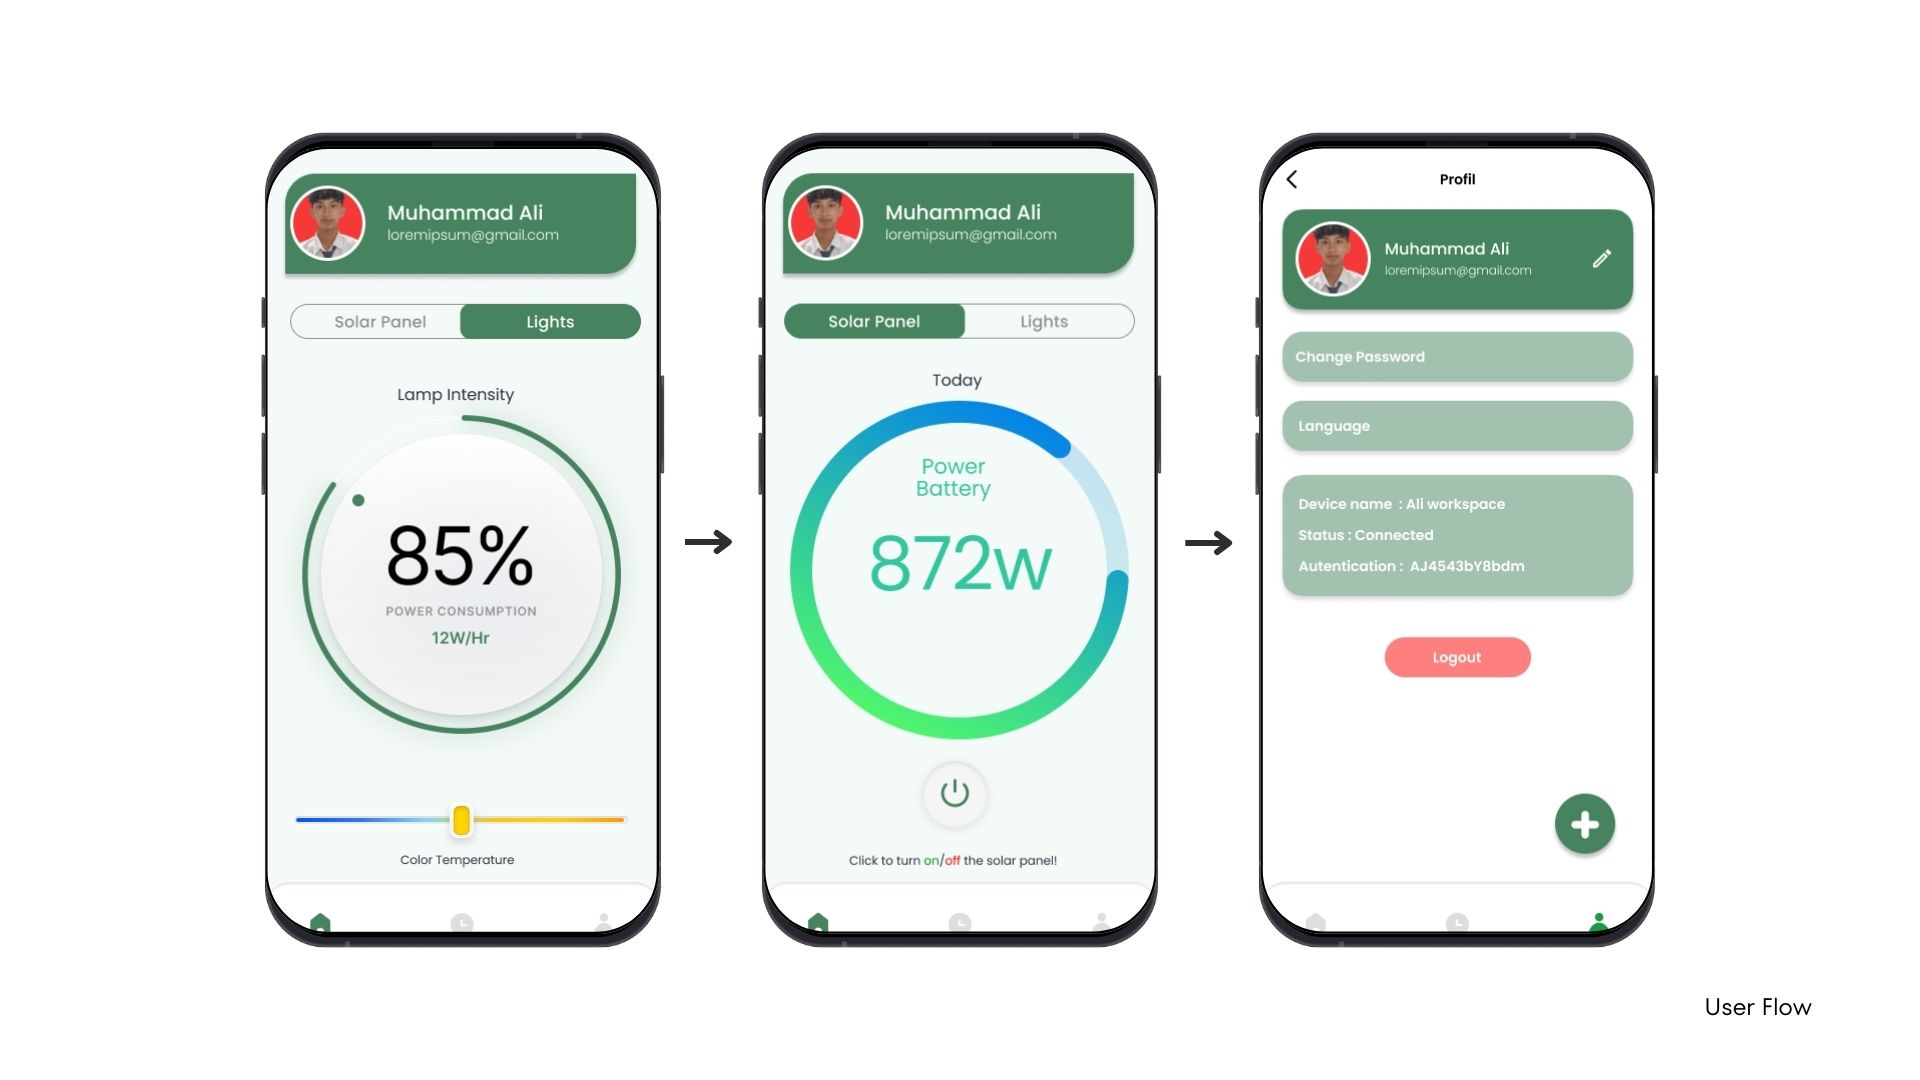 Muhammad Ali
loremipsum@gmail.com
Solar Panel
Lights
Lamp Intensity
85%
POWER CONSUMPTION
12W/Hr
Color Temperature
Muhammad Ali
loremipsum@gmail.com
Solar Panel
Lights
Today
Power
Battery
872w
Click to turn on/off the solar panel!
Profil
Muhammad Ali
loremipsum@gmail.com
Change Password
Language
Device name : Ali workspace
Status : Connected
Autentication : AJ4543bY8bdm
Logout
User Flow